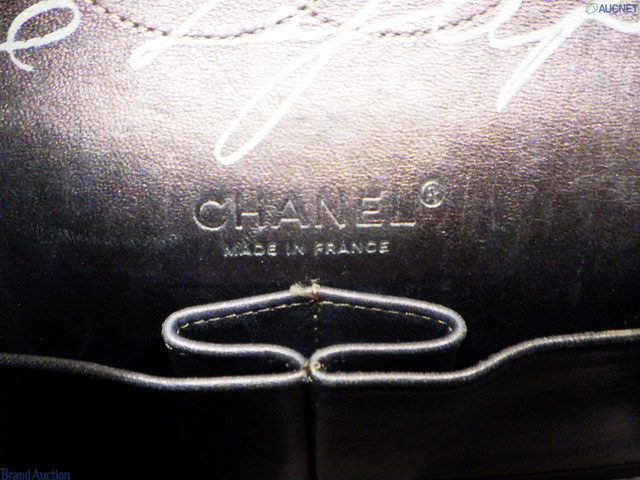 AUCNET
CHANEL®
MADE IN FRANCE
Brand Auction